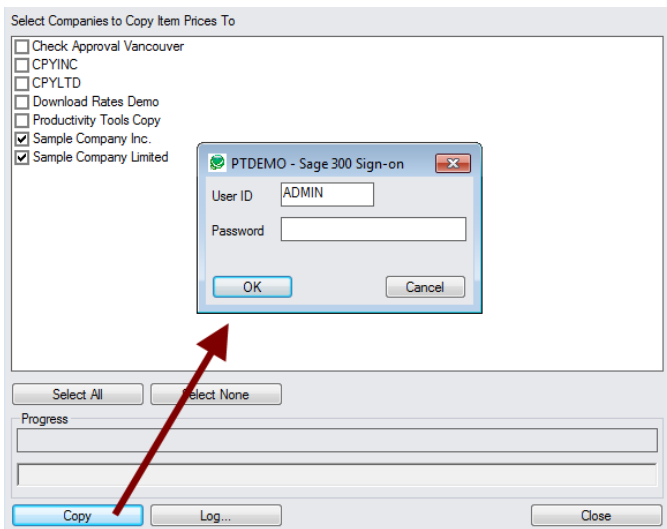 Select Companies to Copy Item Prices To
Check Approval Vancouver
CPYINC
CPYLTD
Download Rates Demo
Productivity Tools Copy
Sample Company Inc.
Sample Company Limited
PTDEMO - Sage 300 Sign-on
User ID ADMIN
Password
OK Cancel
Select All Select None
Progress
Copy Log... Close